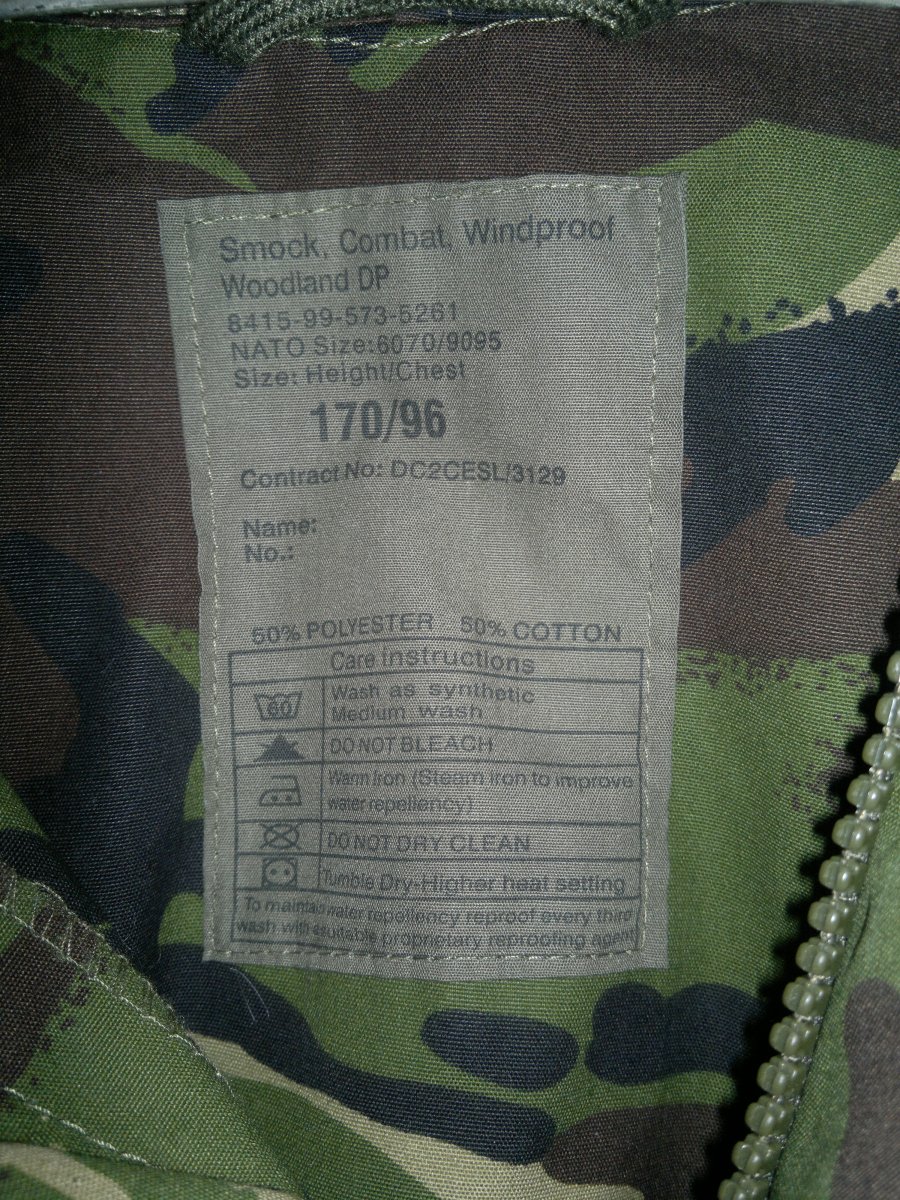 Smock, Combat, Windproof
Woodland DP
8415-99-573-5261
NATO Size:6070/9095
Size: Height/Chest
170/96
Contract No: DC2CESL/3129
Name:
No.:
50% POLYESTER 50% COTTON
Care instructions
60
Wash as synthetic
Medium wash
DO NOT BLEACH
Warm Iron (Steam iron to improve
water repellency)
DO NOT DRY CLEAN
Tumble Dry-Higher heat setting
To maintain water repellency reproof every third
wash with a suitable proprietary reproofing agent